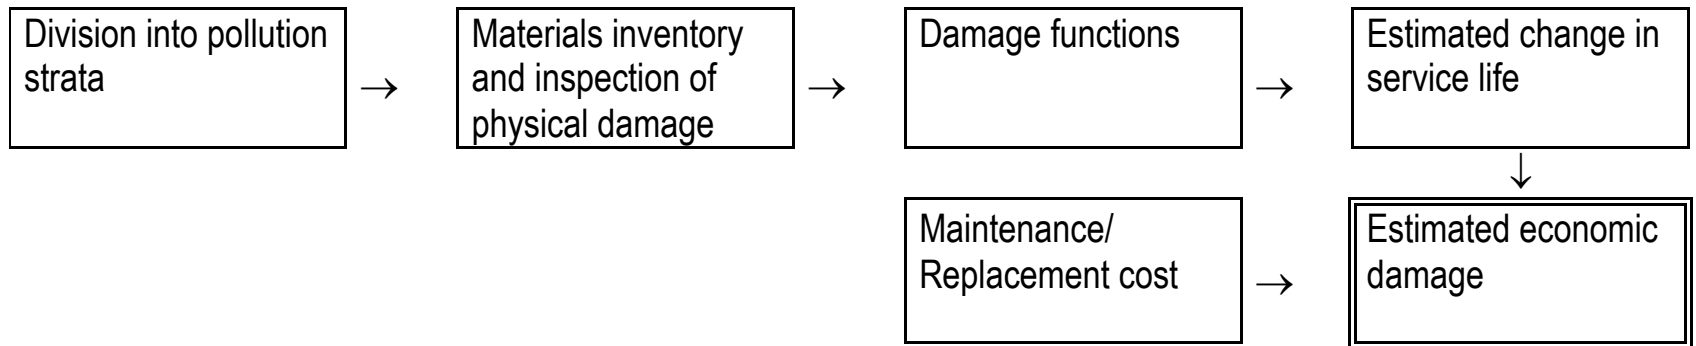 Division into pollution
strata
→
Materials inventory
and inspection of
physical damage
→
Damage functions
→
Estimated change in
service life
↓
Maintenance/
Replacement cost
→
Estimated economic
damage